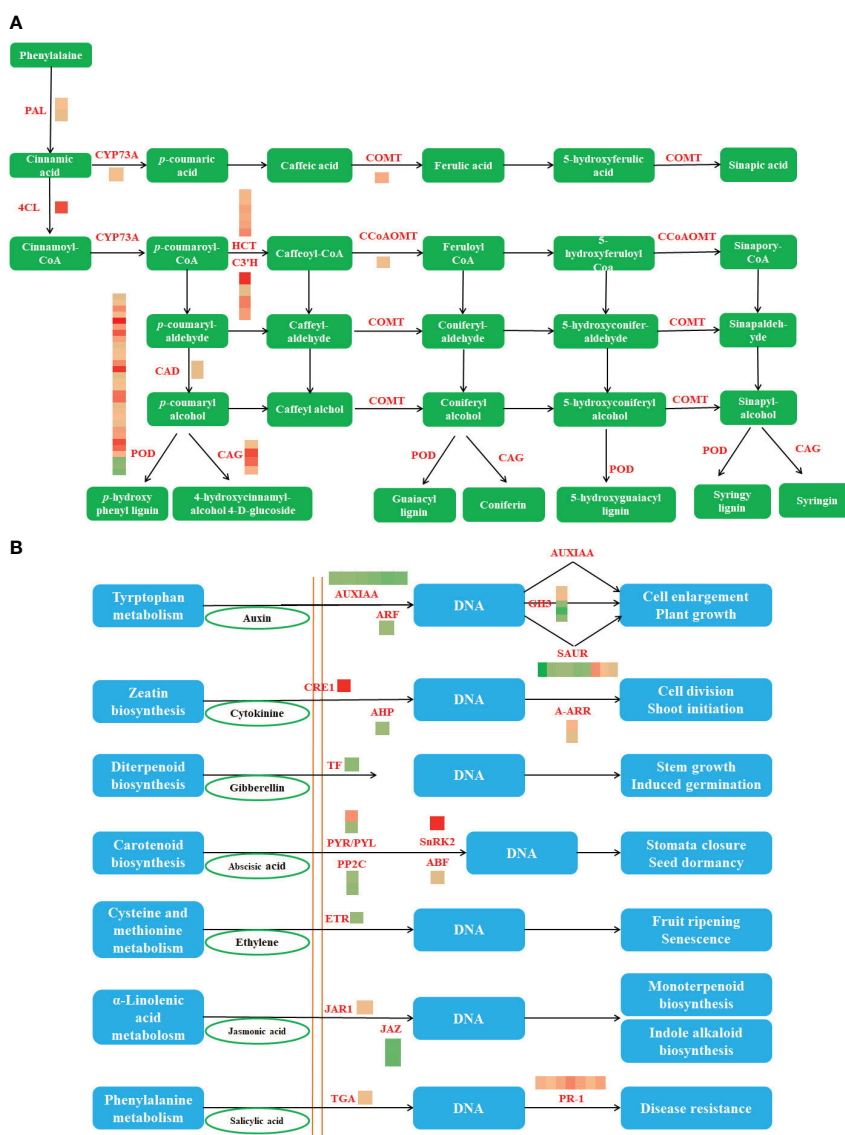 A
Phenylalaine
PAL
Cinnamic
acid
CYP73A
p-coumaric
acid
Caffeic acid
COMT
Ferulic acid
5-hydroxyferulic
acid
COMT
Sinapic acid
4CL
Cinnamoyl-
CoA
CYP73A
p-coumaroyl-
CoA
HCT
C3'H
Caffeoyl-CoA
CCoAOMT
Feruloyl
CoA
5-
hydroxyferuloyl
Coa
CCoAOMT
Sinapory-
CoA
p-coumaryl-
aldehyde
Caffeyl-
aldehyde
COMT
Coniferyl-
aldehyde
5-hydroxyconifer-
aldehyde
COMT
Sinapaldeh-
yde
CAD
p-coumaryl
alcohol
Caffeyl alchol
COMT
Coniferyl
alcohol
5-hydroxyconiferyl
alcohol
COMT
Sinapyl-
alcohol
POD
CAG
POD
CAG
POD
POD
CAG
p-hydroxy
phenyl lignin
4-hydroxycinnamyl-
alcohol 4-D-glucoside
Guaiacyl
lignin
Coniferin
5-hydroxyguaiacyl
lignin
Syringy
lignin
Syringin
B
Tyrptophan
metabolism
Auxin
AUXIAA
ARF
DNA
AUXIAA
GH3
SAUR
Cell enlargement
Plant growth
Zeatin
biosynthesis
Cytokinine
CRE1
AHP
DNA
A-ARR
Cell division
Shoot initiation
Diterpenoid
biosynthesis
Gibberellin
TF
DNA
Stem growth
Induced germination
Carotenoid
biosynthesis
Abscisic acid
PYR/PYL
PP2C
SnRK2
ABF
DNA
Stomata closure
Seed dormancy
Cysteine and
methionine
metabolism
Ethylene
ETR
DNA
Fruit ripening
Senescence
α-Linolenic
acid
metabolosm
Jasmonic acid
JAR1
JAZ
DNA
Monoterpenoid
biosynthesis
Indole alkaloid
biosynthesis
Phenylalanine
metabolism
Salicylic acid
TGA
DNA
PR-1
Disease resistance